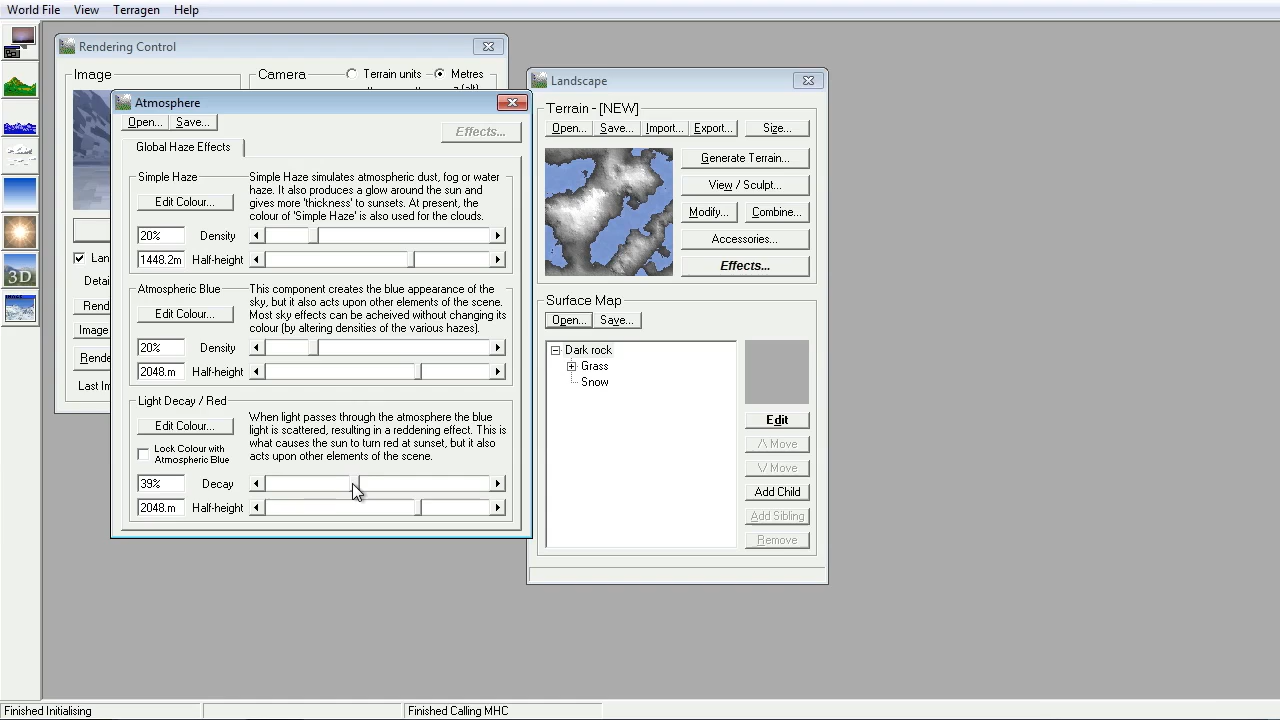 World File View Terragen Help
Rendering Control
Image
Camera Terrain units Metres
Atmosphere
Open... Save...
Effects...
Global Haze Effects
Simple Haze
Simple Haze simulates atmospheric dust, fog or water
haze. It also produces a glow around the sun and
gives more 'thickness' to sunsets. At present, the
colour of 'Simple Haze' is also used for the clouds.
Edit Colour...
20% Density
1448.2m Half-height
Atmospheric Blue
This component creates the blue appearance of the
sky, but it also acts upon other elements of the scene.
Most sky effects can be acheived without changing its
colour (by altering densities of the various hazes).
Edit Colour...
20% Density
2048.m Half-height
Light Decay / Red
When light passes through the atmosphere the blue
light is scattered, resulting in a reddening effect. This is
what causes the sun to turn red at sunset, but it also
acts upon other elements of the scene.
Edit Colour...
Lock Colour with
Atmospheric Blue
39% Decay
2048.m Half-height
Lan
Detai
Rend
Image
Rende
Last Im
Landscape
Terrain - [NEW]
Open... Save... Import... Export... Size...
Generate Terrain...
View / Sculpt...
Modify... Combine...
Accessories...
Effects...
Surface Map
Open... Save...
Dark rock
Grass
Snow
Edit
/\ Move
\/ Move
Add Child
Add Sibling
Remove
3D
IMAGE
Finished Initialising
Finished Calling MHC